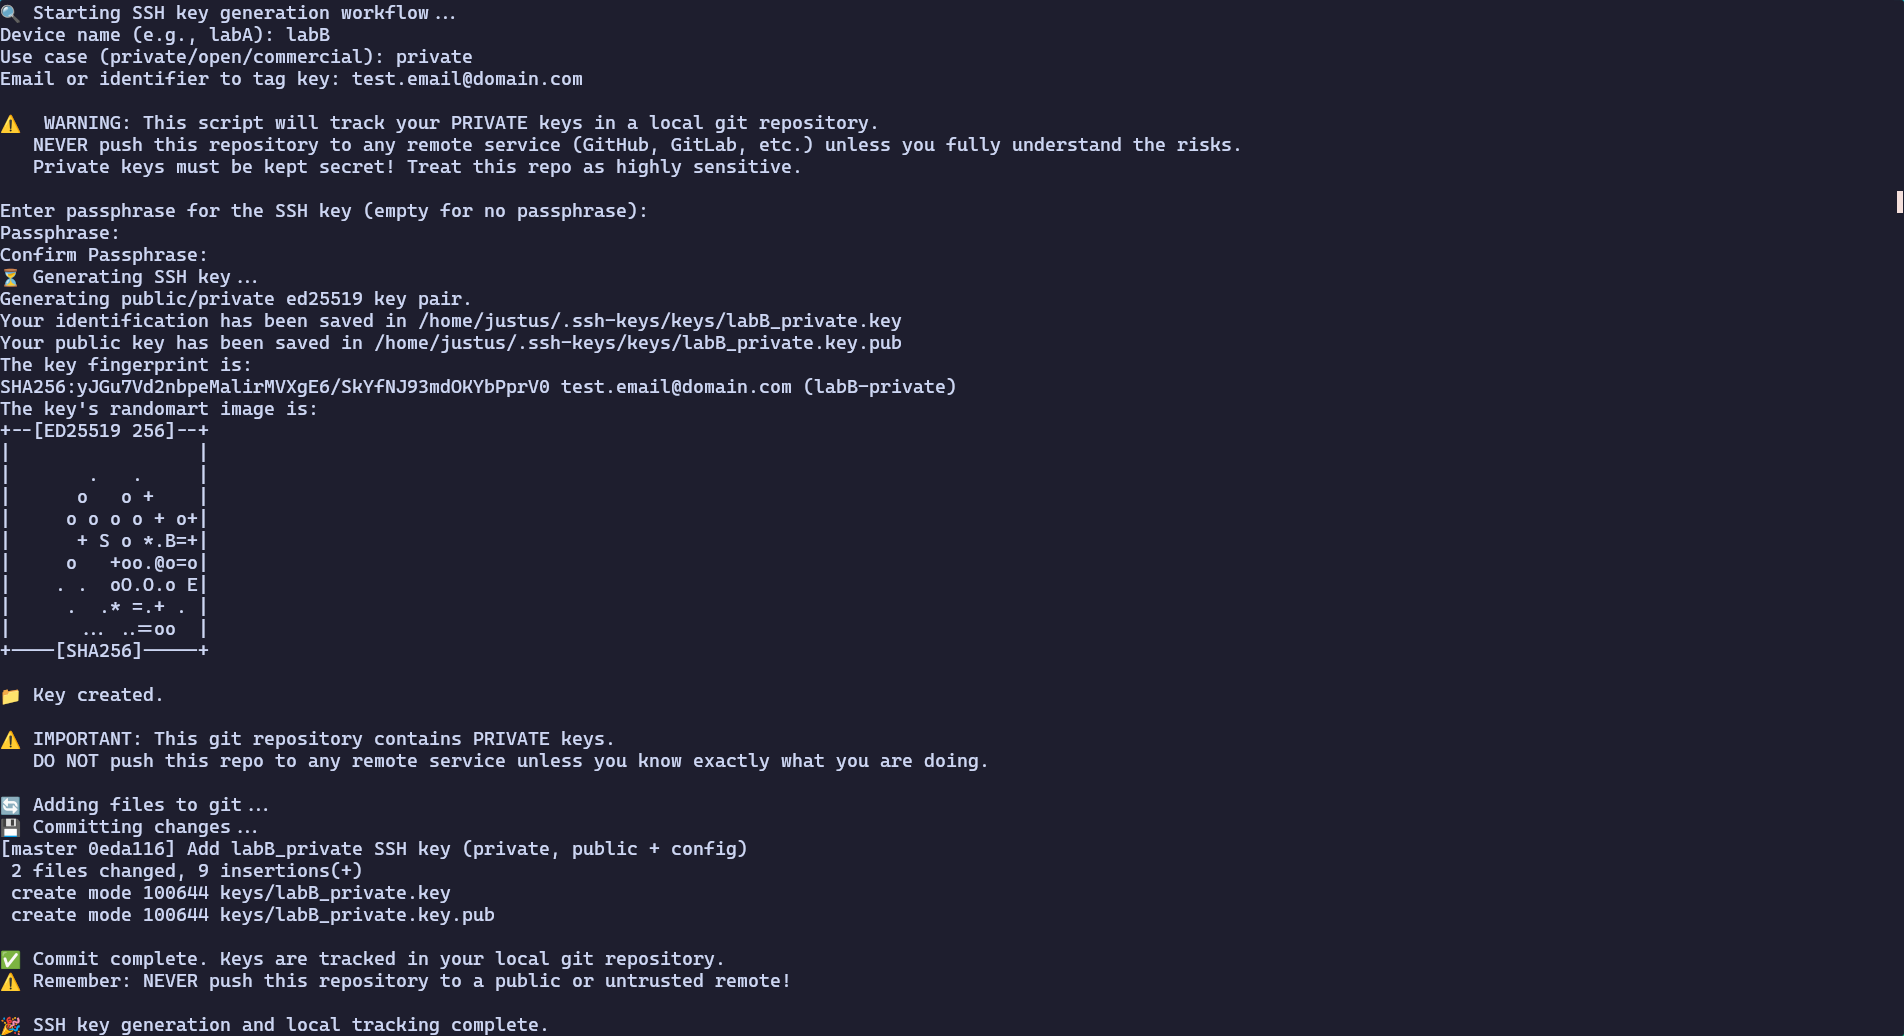 🔍 Starting SSH key generation workflow...
Device name (e.g., labA): labB
Use case (private/open/commercial): private
Email or identifier to tag key: test.email@domain.com

⚠️  WARNING: This script will track your PRIVATE keys in a local git repository.
   NEVER push this repository to any remote service (GitHub, GitLab, etc.) unless you fully understand the risks.
   Private keys must be kept secret! Treat this repo as highly sensitive.

Enter passphrase for the SSH key (empty for no passphrase):
Passphrase:
Confirm Passphrase:
⏳ Generating SSH key...
Generating public/private ed25519 key pair.
Your identification has been saved in /home/justus/.ssh-keys/keys/labB_private.key
Your public key has been saved in /home/justus/.ssh-keys/keys/labB_private.key.pub
The key fingerprint is:
SHA256:yJGu7Vd2nbpeMalirMVXgE6/SkYfNJ93mdOKYbPprV0 test.email@domain.com (labB-private)
The key's randomart image is:
+--[ED25519 256]--+
|                 |
|       .   .     |
|      o   o +    |
|     o o o o + o+|
|      + S o *.B=+|
|     o   +oo.@o=o|
|    . .  oO.O.o E|
|     .  .* =.+ . |
|      ... ..==oo  |
+----[SHA256]-----+

📁 Key created.

⚠️ IMPORTANT: This git repository contains PRIVATE keys.
   DO NOT push this repo to any remote service unless you know exactly what you are doing.

🔄 Adding files to git...
💾 Committing changes...
[master 0eda116] Add labB_private SSH key (private, public + config)
 2 files changed, 9 insertions(+)
 create mode 100644 keys/labB_private.key
 create mode 100644 keys/labB_private.key.pub

✅ Commit complete. Keys are tracked in your local git repository.
⚠️ Remember: NEVER push this repository to a public or untrusted remote!

🎉 SSH key generation and local tracking complete.